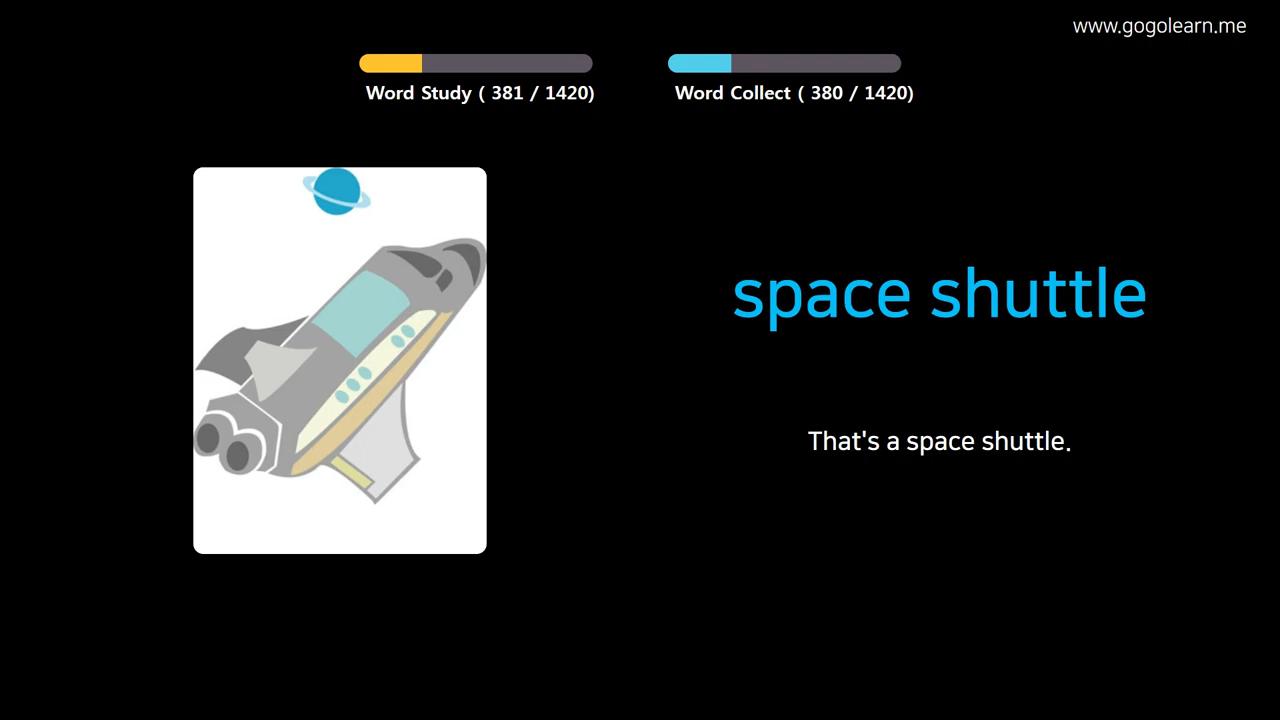 www.gogolearn.me
Word Study ( 381 / 1420)
Word Collect ( 380 / 1420)
space shuttle
That's a space shuttle.